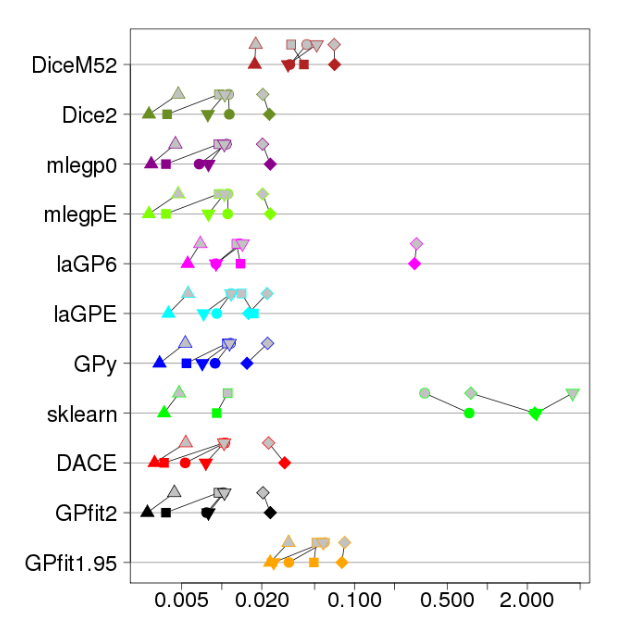 DiceM52
Dice2
mlegp0
mlegpE
laGP6
laGPE
GPy
sklearn
DACE
GPfit2
GPfit1.95
0.005 0.020 0.100 0.500 2.000